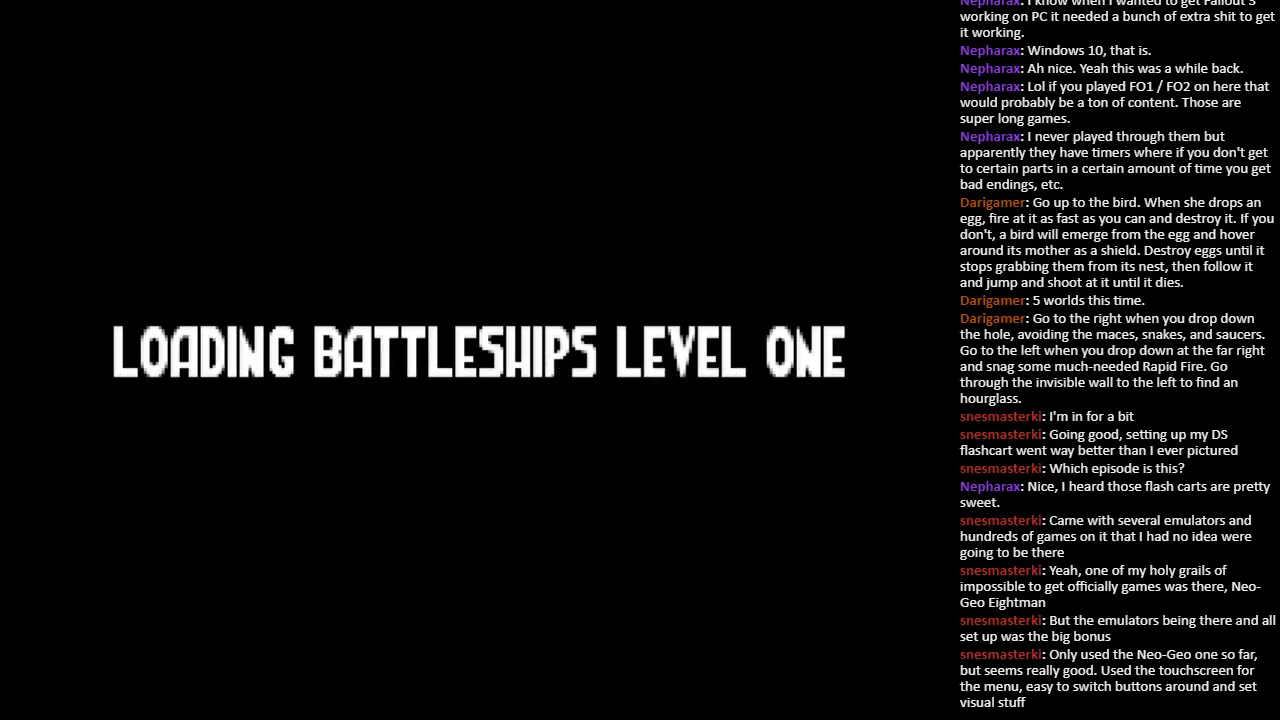 LOADING BATTLESHIPS LEVEL ONE
Nepharax: I know when I wanted to get Fallout 3
working on PC it needed a bunch of extra shit to get
it working.
Nepharax: Windows 10, that is.
Nepharax: Ah nice. Yeah this was a while back.
Nepharax: Lol if you played FO1 / FO2 on here that
would probably be a ton of content. Those are
super long games.
Nepharax: I never played through them but
apparently they have timers where if you don't get
to certain parts in a certain amount of time you get
bad endings, etc.
Darigamer: Go up to the bird. When she drops an
egg, fire at it as fast as you can and destroy it. If you
don't, a bird will emerge from the egg and hover
around its mother as a shield. Destroy eggs until it
stops grabbing them from its nest, then follow it
and jump and shoot at it until it dies.
Darigamer: 5 worlds this time.
Darigamer: Go to the right when you drop down
the hole, avoiding the maces, snakes, and saucers.
Go to the left when you drop down at the far right
and snag some much-needed Rapid Fire. Go
through the invisible wall to the left to find an
hourglass.
snesmasterki: I'm in for a bit
snesmasterki: Going good, setting up my DS
flashcart went way better than I ever pictured
snesmasterki: Which episode is this?
Nepharax: Nice, I heard those flash carts are pretty
sweet.
snesmasterki: Came with several emulators and
hundreds of games on it that I had no idea were
going to be there
snesmasterki: Yeah, one of my holy grails of
impossible to get officially games was there, Neo-
Geo Eightman
snesmasterki: But the emulators being there and all
set up was the big bonus
snesmasterki: Only used the Neo-Geo one so far,
but seems really good. Used the touchscreen for
the menu, easy to switch buttons around and set
visual stuff